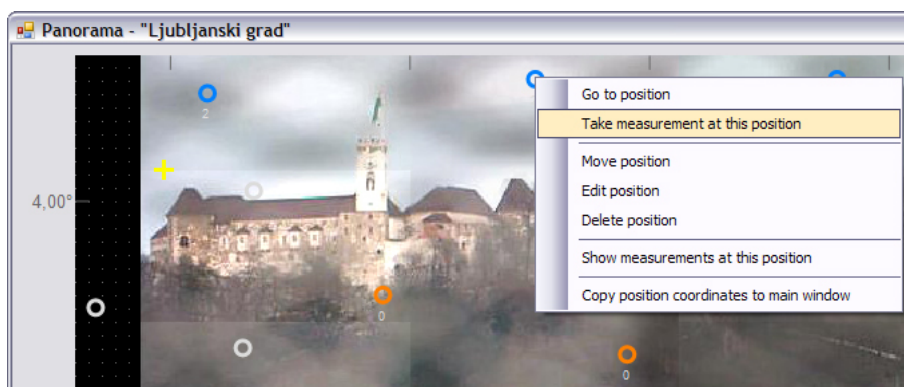 Panorama - "Ljubljanski grad"
2
Go to position
Take measurement at this position
Move position
4,00°
Edit position
Delete position
Show measurements at this position
Copy position coordinates to main window
0
0